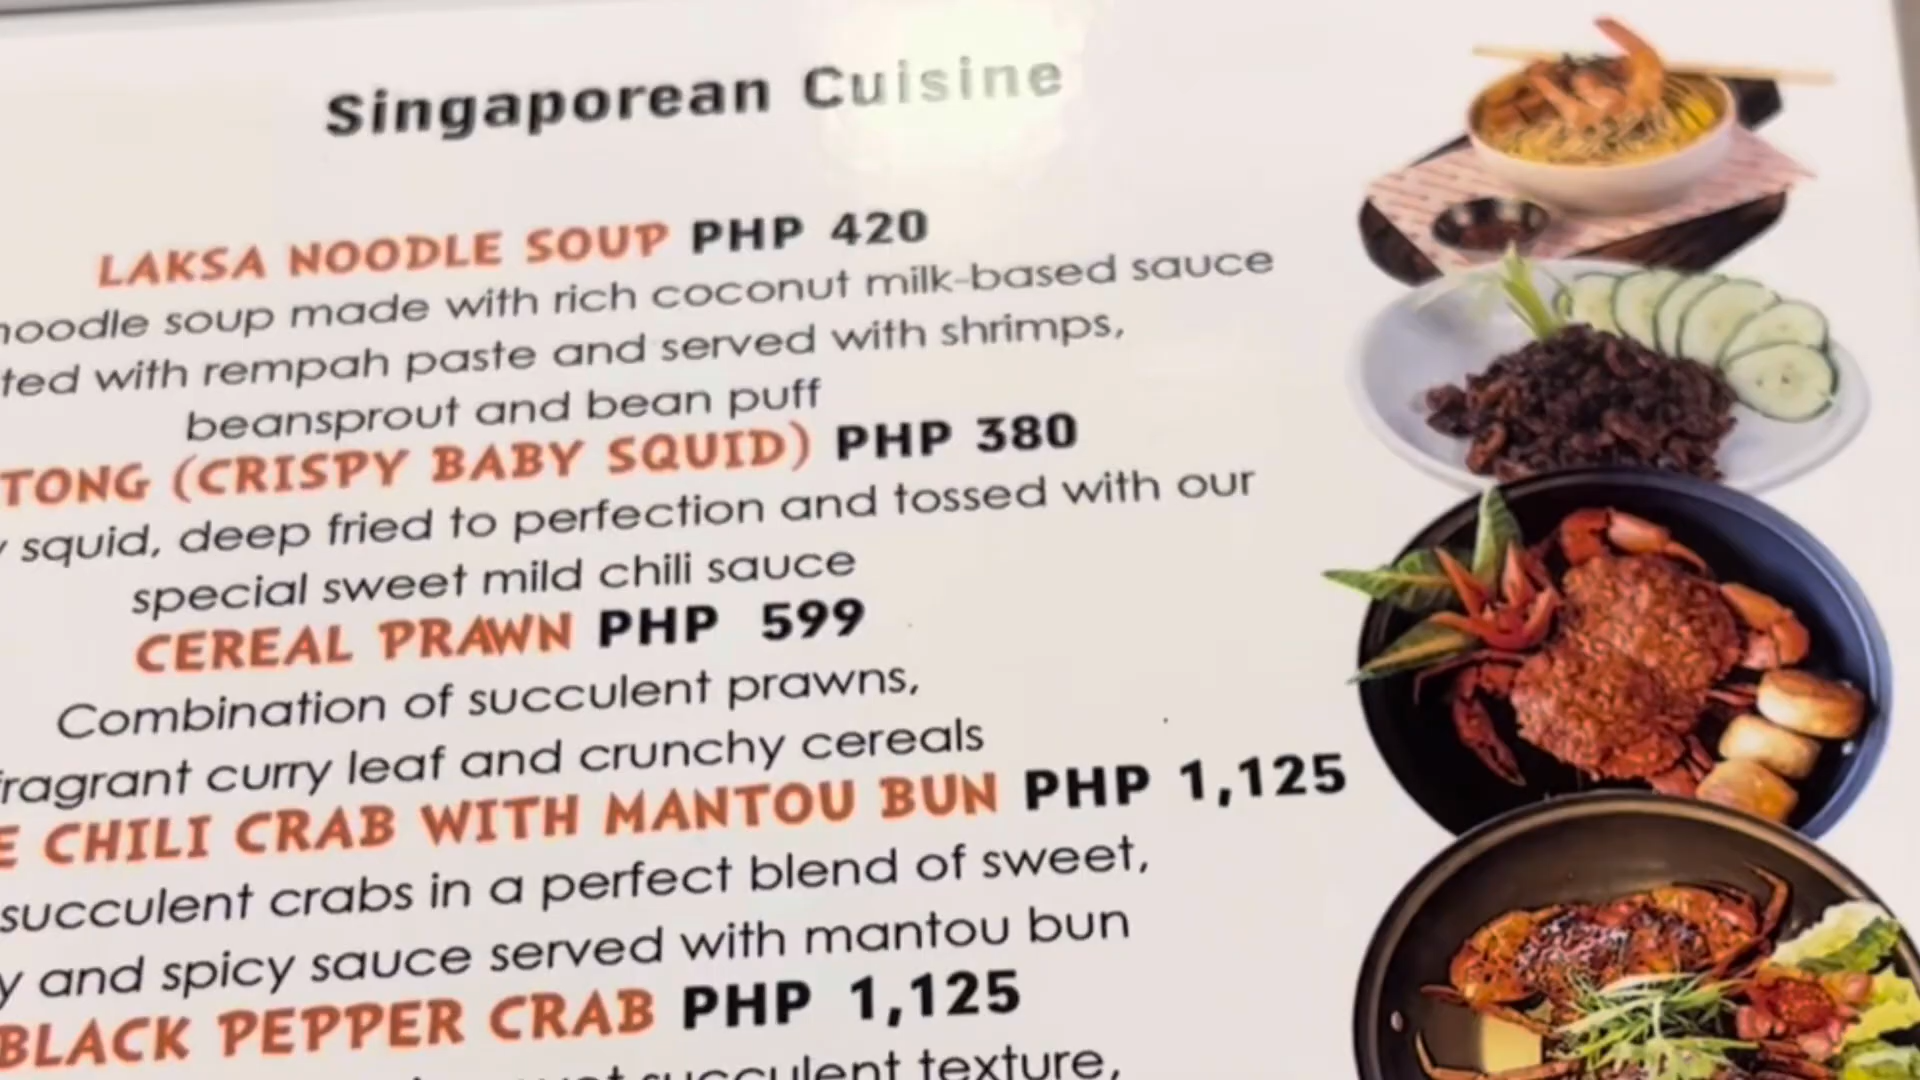 Singaporean Cuisine
LAKSA NOODLE SOUP PHP 420
noodle soup made with rich coconut milk-based sauce
ted with rempah paste and served with shrimps,
beansprout and bean puff
TONG (CRISPY BABY SQUID) PHP 380
y squid, deep fried to perfection and tossed with our
special sweet mild chili sauce
CEREAL PRAWN PHP 599
Combination of succulent prawns,
fragrant curry leaf and crunchy cereals
E CHILI CRAB WITH MANTOU BUN PHP 1,125
succulent crabs in a perfect blend of sweet,
y and spicy sauce served with mantou bun
BLACK PEPPER CRAB PHP 1,125
succulent texture,